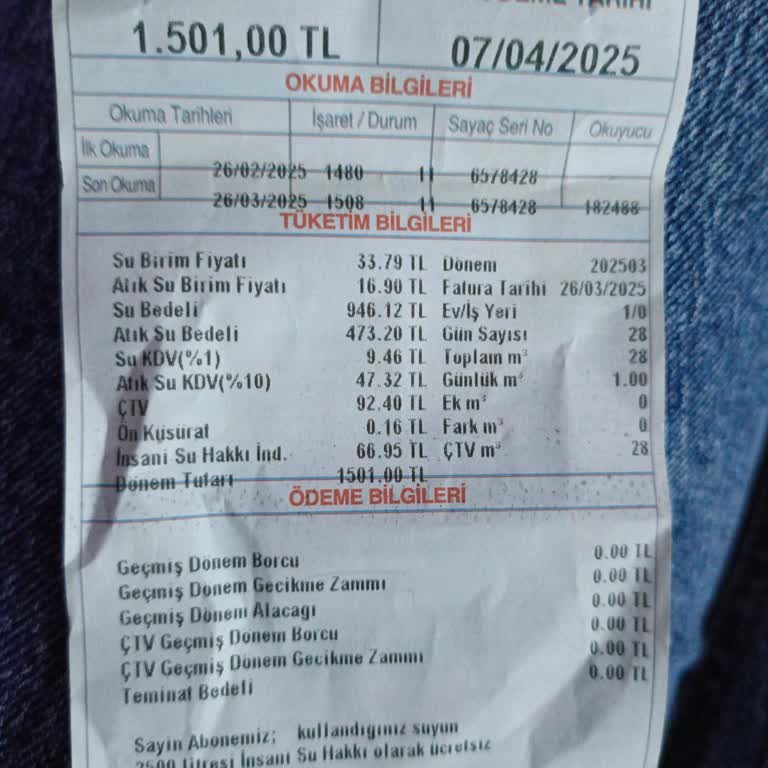 ÖDEME TARİHİ
1.501,00 TL 07/04/2025
OKUMA BİLGİLERİ
Okuma Tarihleri İşaret / Durum Sayaç Seri No Okuyucu
İlk Okuma 26/02/2025 1480 11 6578428
Son Okuma 26/03/2025 1508 11 6578428 182488
TÜKETİM BİLGİLERİ
Su Birim Fiyatı 33.79 TL Dönem 202503
Atık Su Birim Fiyatı 16.90 TL Fatura Tarihi 26/03/2025
Su Bedeli 946.12 TL Ev/İş Yeri 1/0
Atık Su Bedeli 473.20 TL Gün Sayısı 28
Su KDV(%1) 9.46 TL Toplam m³ 28
Atık Su KDV(%10) 47.32 TL Günlük m³ 1.00
ÇTV 92.40 TL Ek m³ 0
Ön Küsürat 0.16 TL Fark m³ 0
İnsani Su Hakkı İnd. 66.95 TL ÇTV m³ 28
Dönem Tutarı 1501.00 TL
ÖDEME BİLGİLERİ
Geçmiş Dönem Borcu 0.00 TL
Geçmiş Dönem Gecikme Zammı 0.00 TL
Geçmiş Dönem Alacağı 0.00 TL
ÇTV Geçmiş Dönem Borcu 0.00 TL
ÇTV Geçmiş Dönem Gecikme Zammı 0.00 TL
Teminat Bedeli 0.00 TL
Sayin Abonemiz; kullandığınız suyun
2500 litresi İnsani Su Hakkı olarak ücretsiz